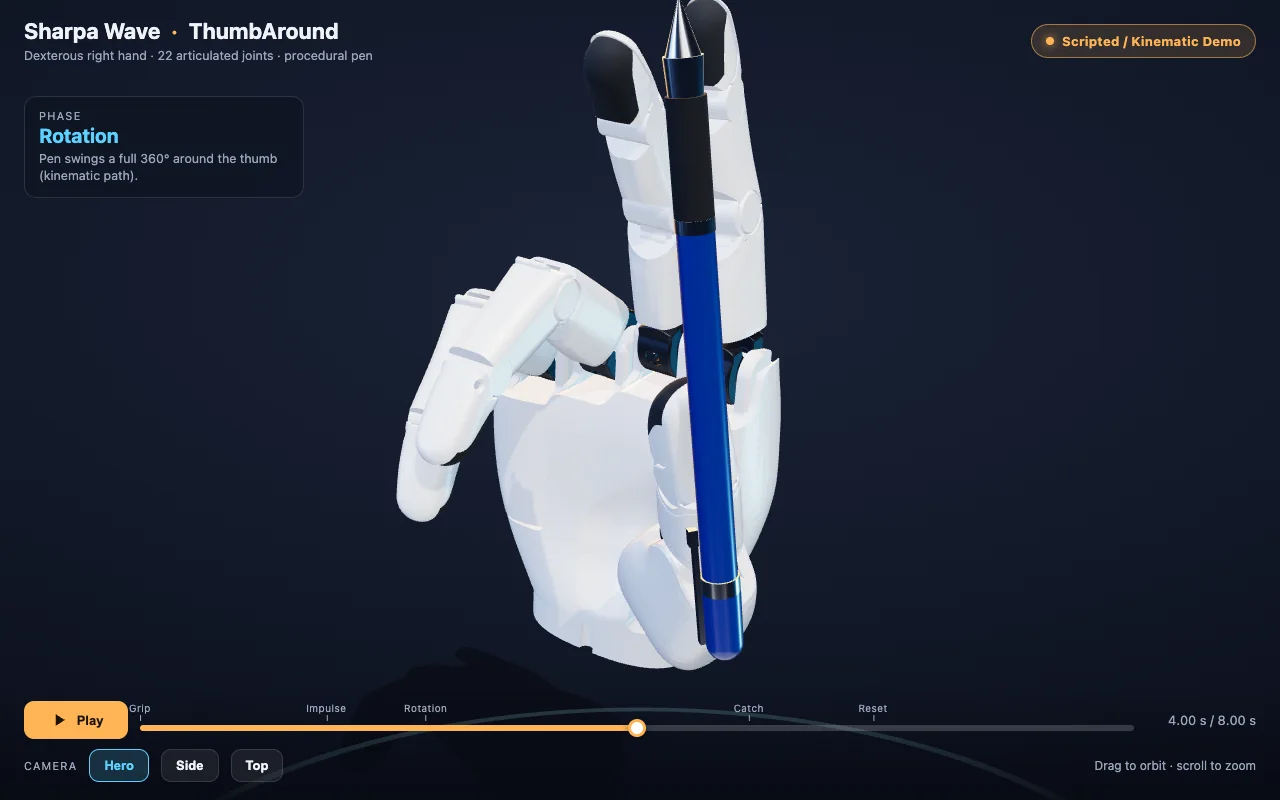 Sharpa Wave · ThumbAround
Dexterous right hand · 22 articulated joints · procedural pen
Scripted / Kinematic Demo
PHASE
Rotation
Pen swings a full 360° around the thumb
(kinematic path).
Play
Grip
Impulse
Rotation
Catch
Reset
4.00 s / 8.00 s
CAMERA
Hero
Side
Top
Drag to orbit · scroll to zoom